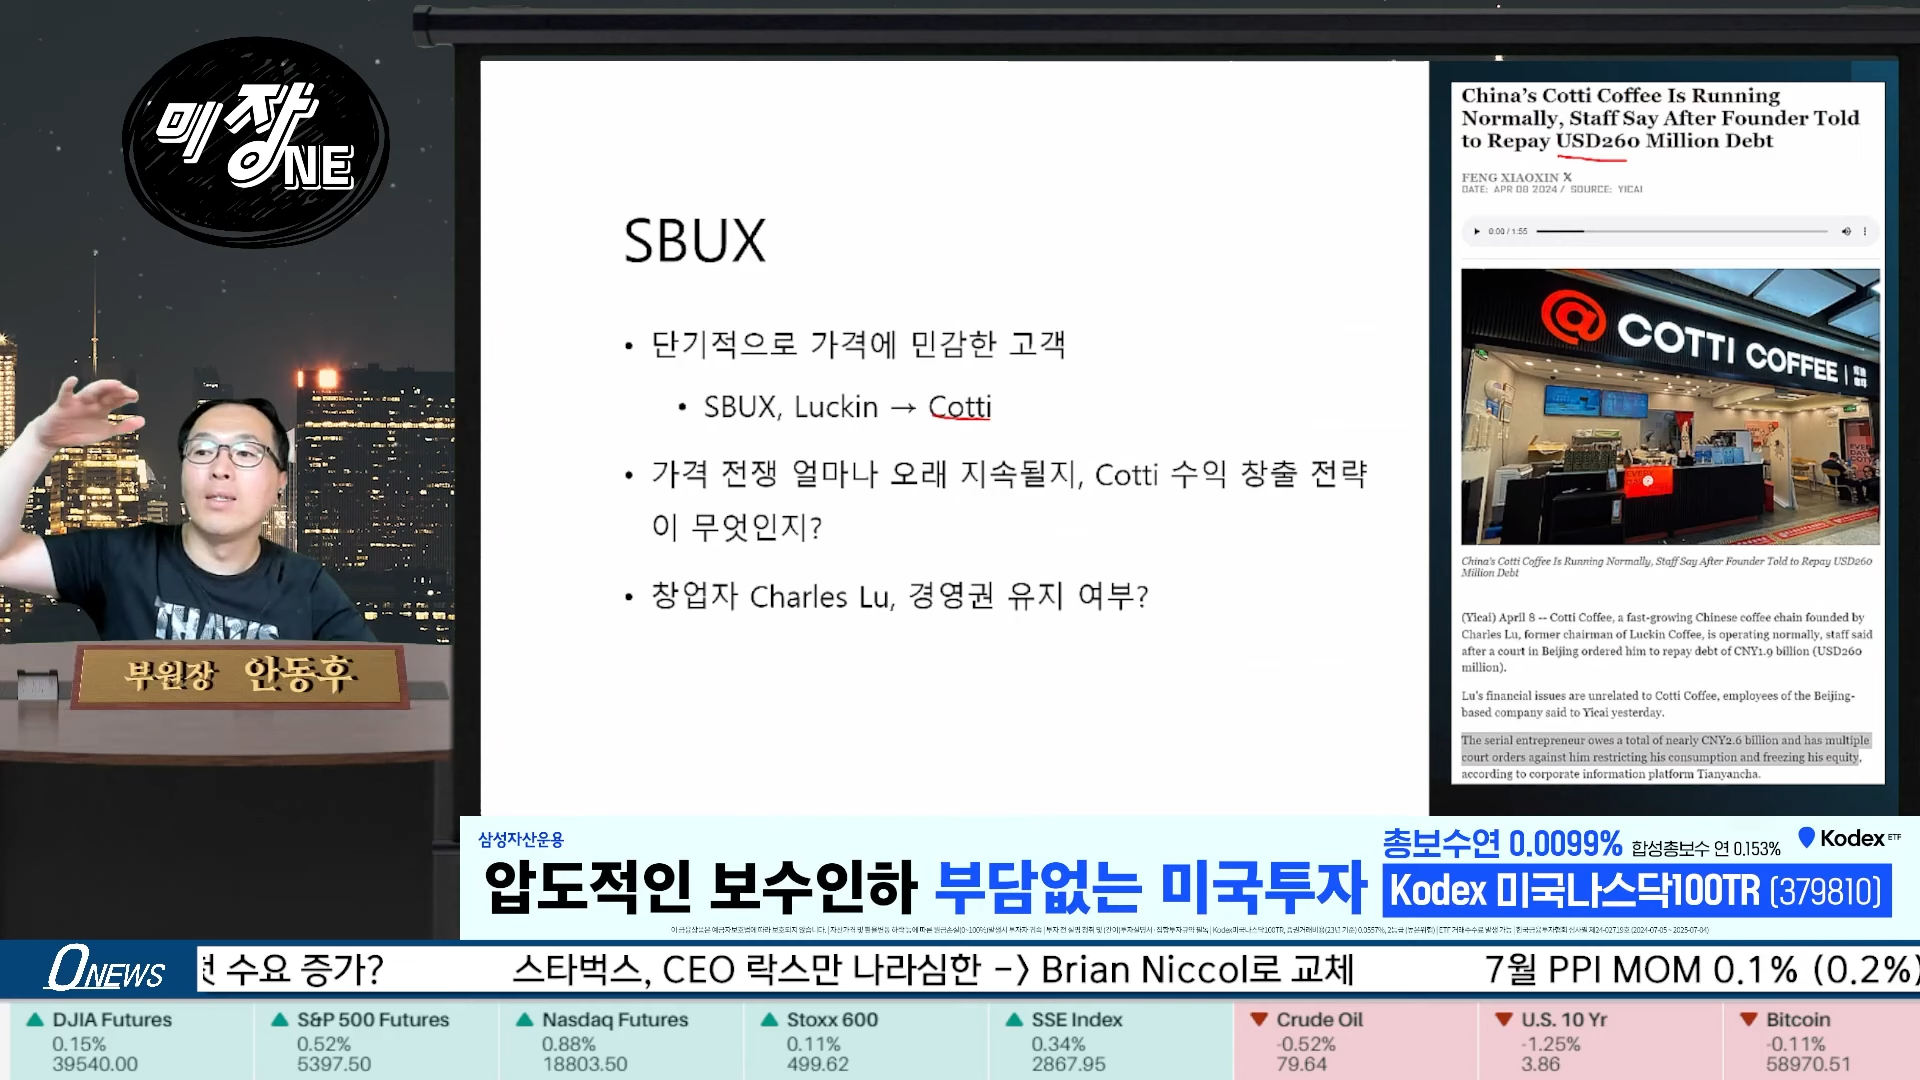 미장ONE
SBUX
• 단기적으로 가격에 민감한 고객
• SBUX, Luckin → Cotti
• 가격 전쟁 얼마나 오래 지속될지, Cotti 수익 창출 전략
이 무엇인지?
• 창업자 Charles Lu, 경영권 유지 여부?
China's Cotti Coffee Is Running
Normally, Staff Say After Founder Told
to Repay USD260 Million Debt
FENG XIAOXIN X
DATE: APR 08 2024 / SOURCE: YICAI
0:00 / 1:55
COTTI COFFEE
China's Cotti Coffee Is Running Normally, Staff Say After Founder Told to Repay USD260
Million Debt
(Yicai) April 8 -- Cotti Coffee, a fast-growing Chinese coffee chain founded by
Charles Lu, former chairman of Luckin Coffee, is operating normally, staff said
after a court in Beijing ordered him to repay debt of CNY1.9 billion (USD260
million).
Lu's financial issues are unrelated to Cotti Coffee, employees of the Beijing-
based company said to Yicai yesterday.
The serial entrepreneur owes a total of nearly CNY2.6 billion and has multiple
court orders against him restricting his consumption and freezing his equity,
according to corporate information platform Tianyancha.
THAT'S
부원장 안동후
삼성자산운용
압도적인 보수인하 부담없는 미국투자
총보수연 0.0099% 합성총보수 연 0.153%
Kodex ETF
Kodex 미국나스닥100TR (379810)
ONEWS
수요 증가? 스타벅스, CEO 락스만 나라심한 -> Brian Niccol로 교체 7월 PPI MOM 0.1% (0.2%)
DJIA Futures
0.15%
39540.00
S&P 500 Futures
0.52%
5397.50
Nasdaq Futures
0.88%
18803.50
Stoxx 600
0.11%
499.62
SSE Index
0.34%
2867.95
Crude Oil
-0.52%
79.64
U.S. 10 Yr
-1.25%
3.86
Bitcoin
-0.11%
58970.51